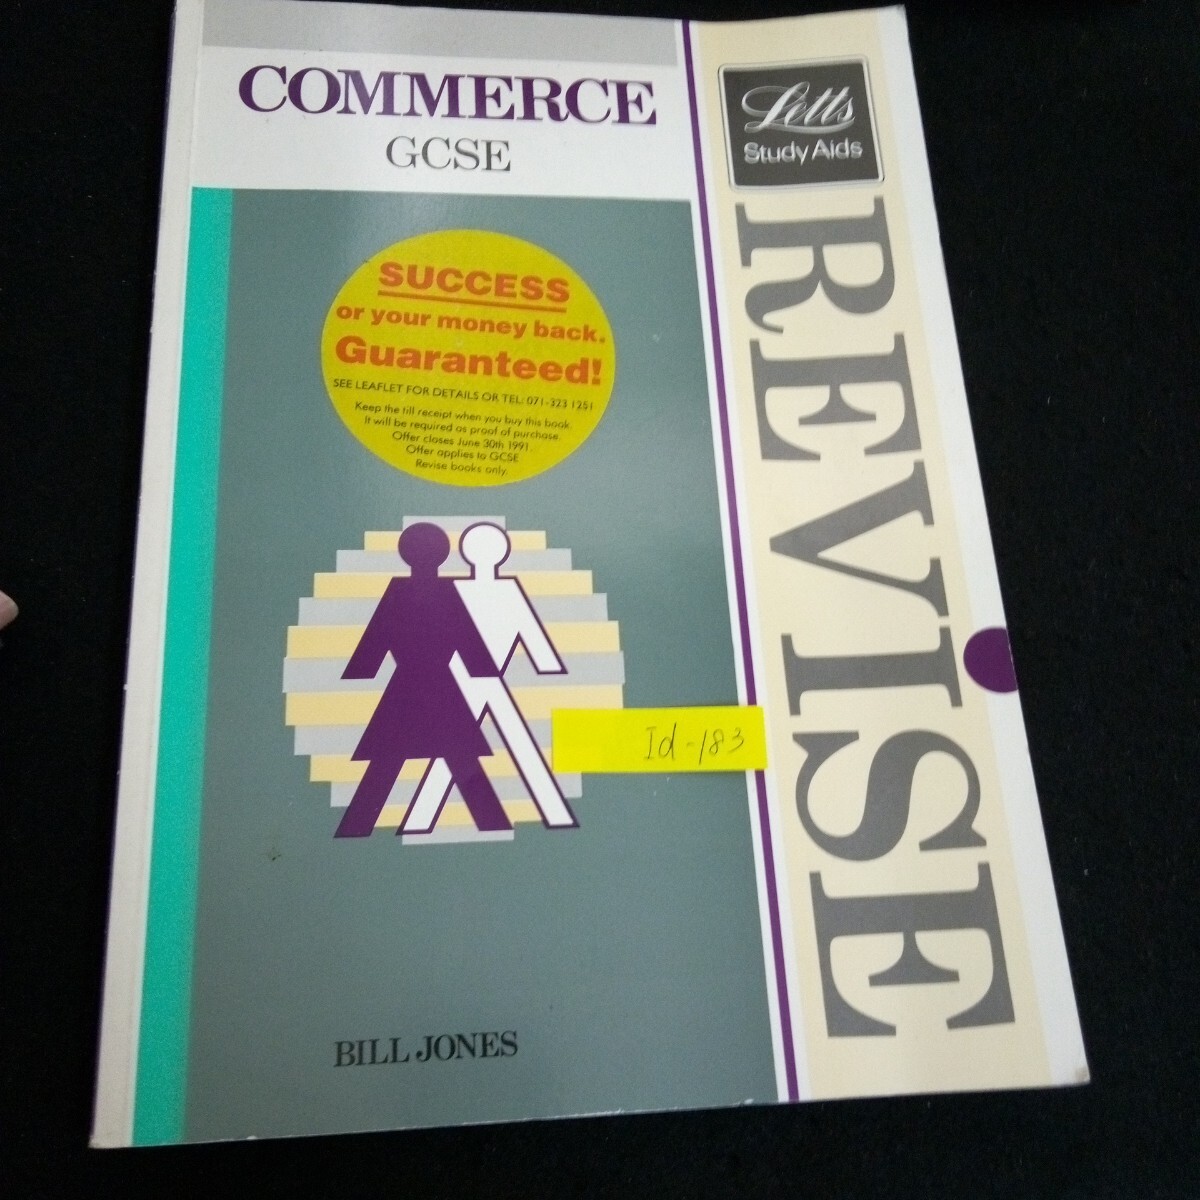 COMMERCE
GCSE
Letts
Study Aids
REVISE
SUCCESS
or your money back.
Guaranteed!
SEE LEAFLET FOR DETAILS OR TEL: 071-323 1251
Keep the till receipt when you buy this book.
It will be required as proof of purchase.
Offer closes June 30th 1991.
Offer applies to GCSE
Revise books only.
Id-183
BILL JONES